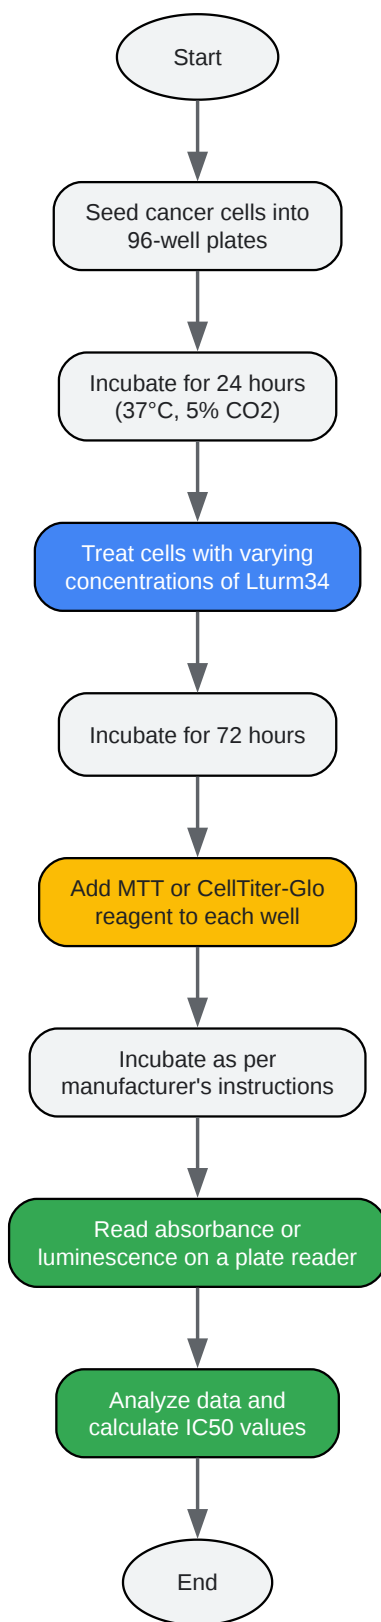 Start
Seed cancer cells into
96-well plates
Incubate for 24 hours
(37°C, 5% CO2)
Treat cells with varying
concentrations of Lturm34
Incubate for 72 hours
Add MTT or CellTiter-Glo
reagent to each well
Incubate as per
manufacturer's instructions
Read absorbance or
luminescence on a plate reader
Analyze data and
calculate IC50 values
End